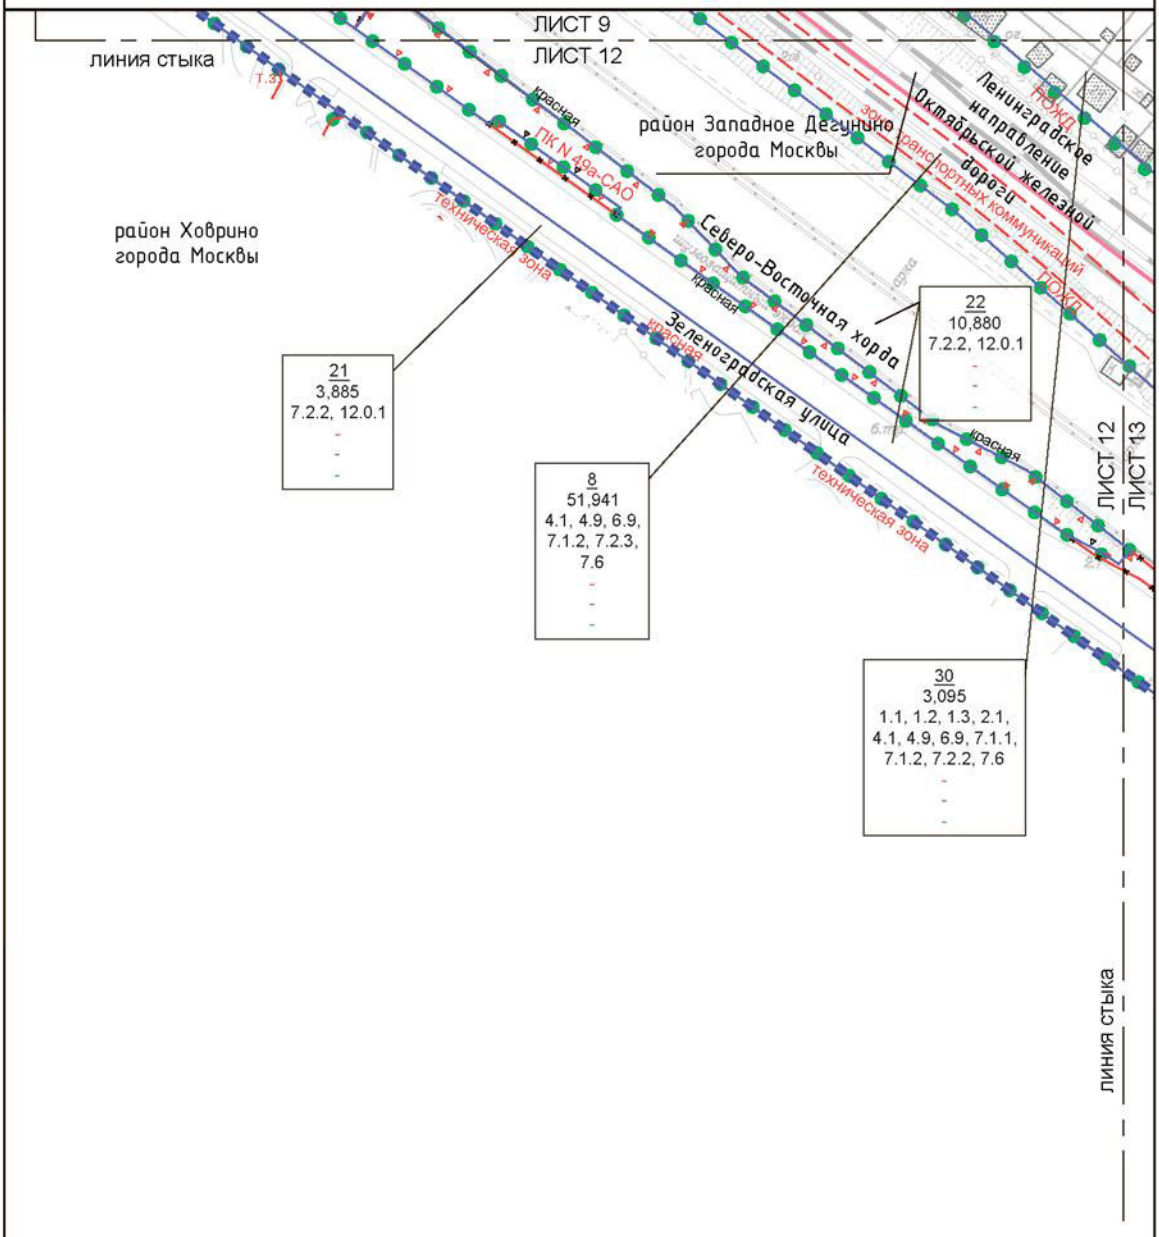 ЛИСТ 9
линия стыка
ЛИСТ 12
Т.З.
красная
ПК N 49а-САО
район Западное Дегунино
города Москвы
Ленинградское
направление
Октябрьской железной
дороги
ПОЖД
зона транспортных коммуникаций
ПОЖД
район Ховрино
города Москвы
техническая зона
Северо-Восточная хорда
красная
арка
Зеленоградская улица
красная
красная
техническая зона
21
3,885
7.2.2, 12.0.1
-
-
-
22
10,880
7.2.2, 12.0.1
-
-
-
8
51,941
4.1, 4.9, 6.9,
7.1.2, 7.2.3,
7.6
-
-
-
30
3,095
1.1, 1.2, 1.3, 2.1,
4.1, 4.9, 6.9, 7.1.1,
7.1.2, 7.2.2, 7.6
-
-
-
ЛИСТ 12
ЛИСТ 13
линия стыка